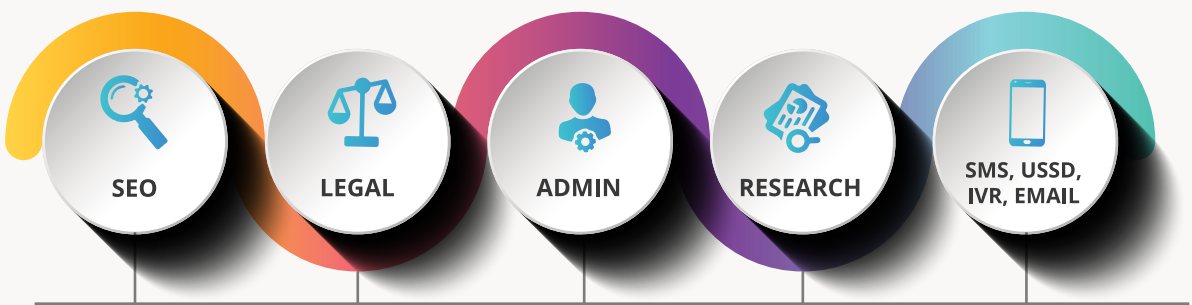 SEO
LEGAL
ADMIN
RESEARCH
SMS, USSD,
IVR, EMAIL